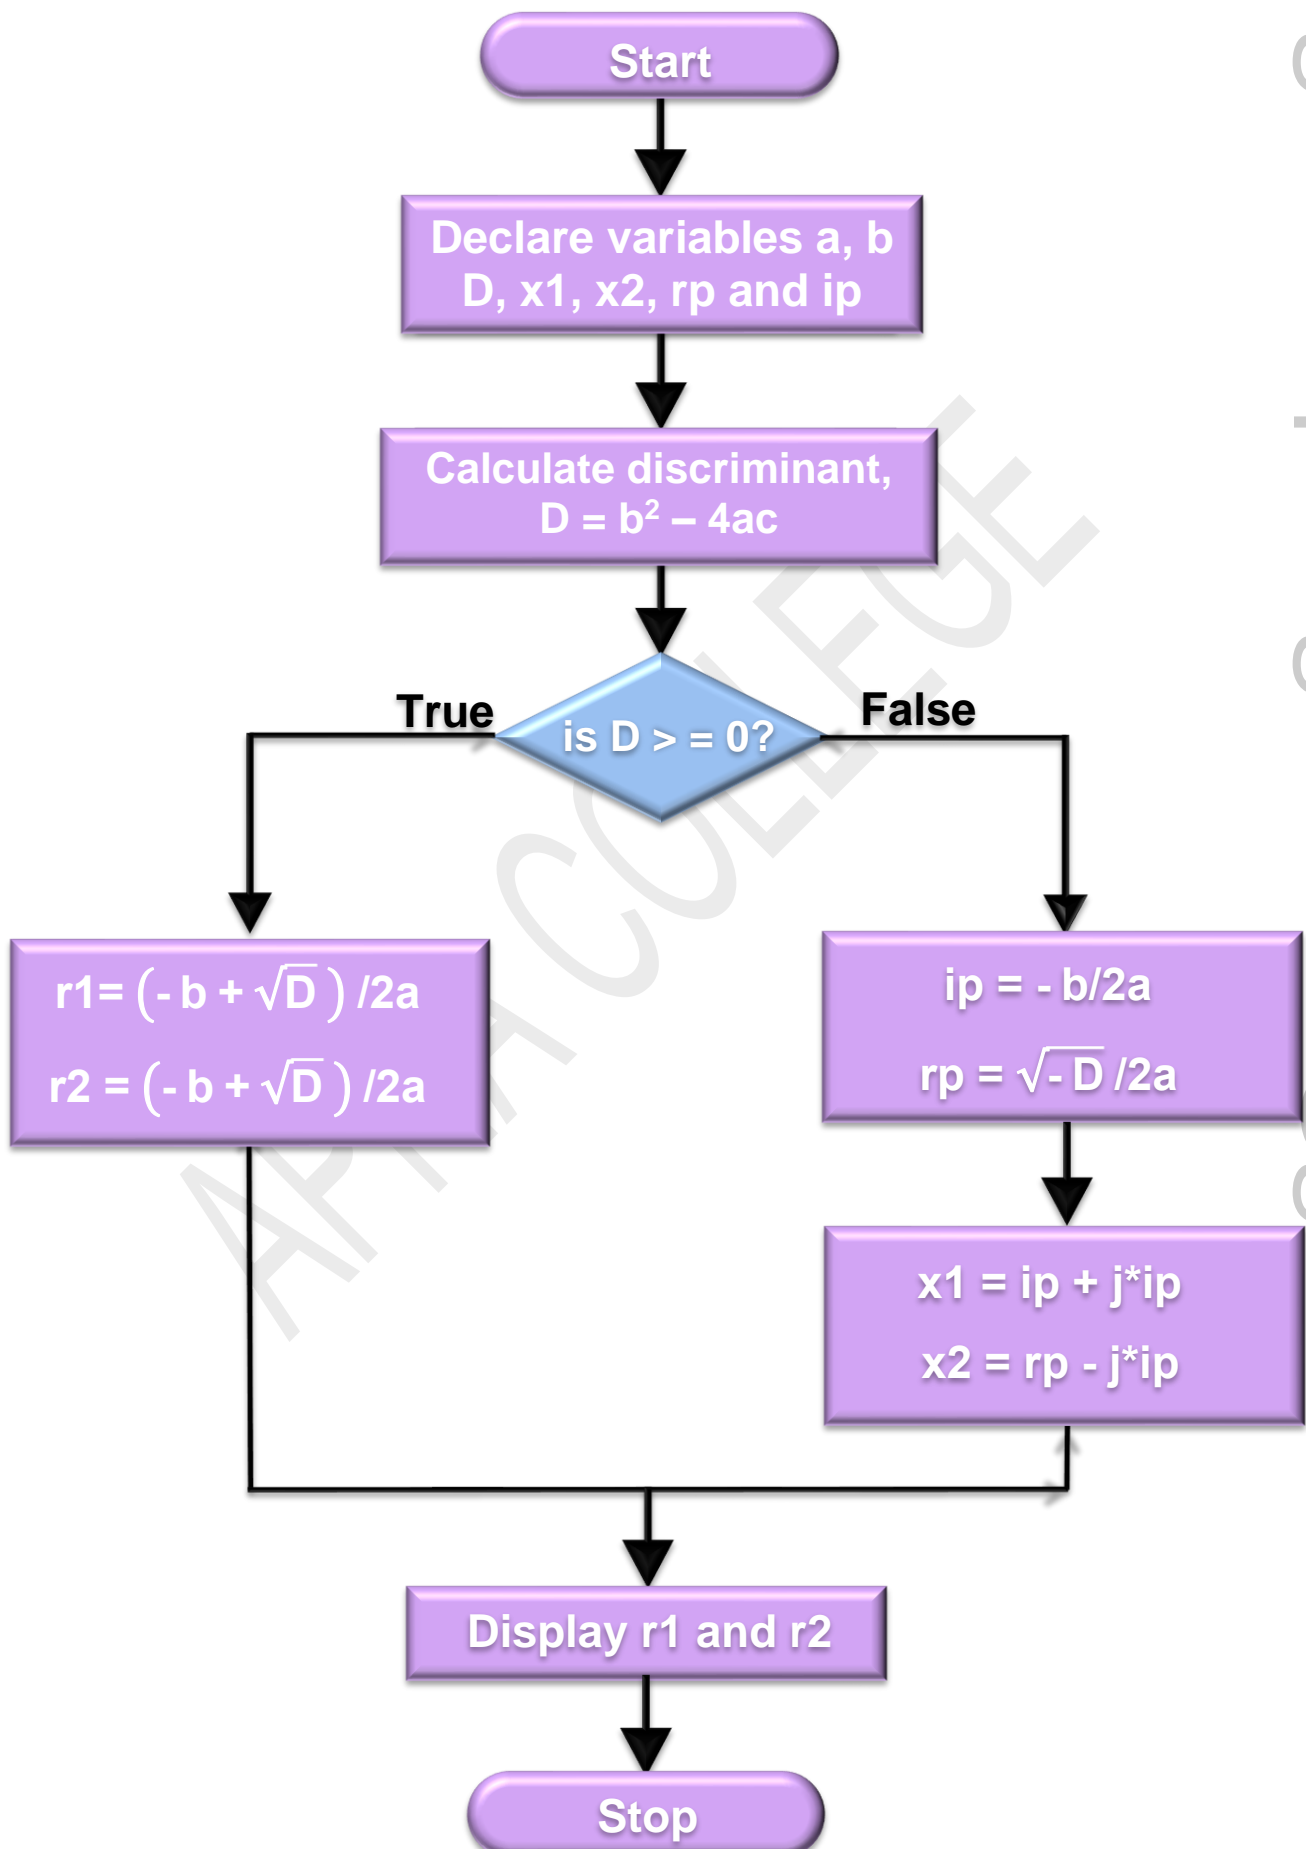 Start
Declare variables a, b
D, x1, x2, rp and ip
Calculate discriminant,
D = b² – 4ac
is D > = 0?
True
False
r1= (- b + √D ) /2a
r2 = (- b + √D ) /2a
ip = - b/2a
rp = √- D /2a
x1 = ip + j*ip
x2 = rp - j*ip
Display r1 and r2
Stop
COLLEGE